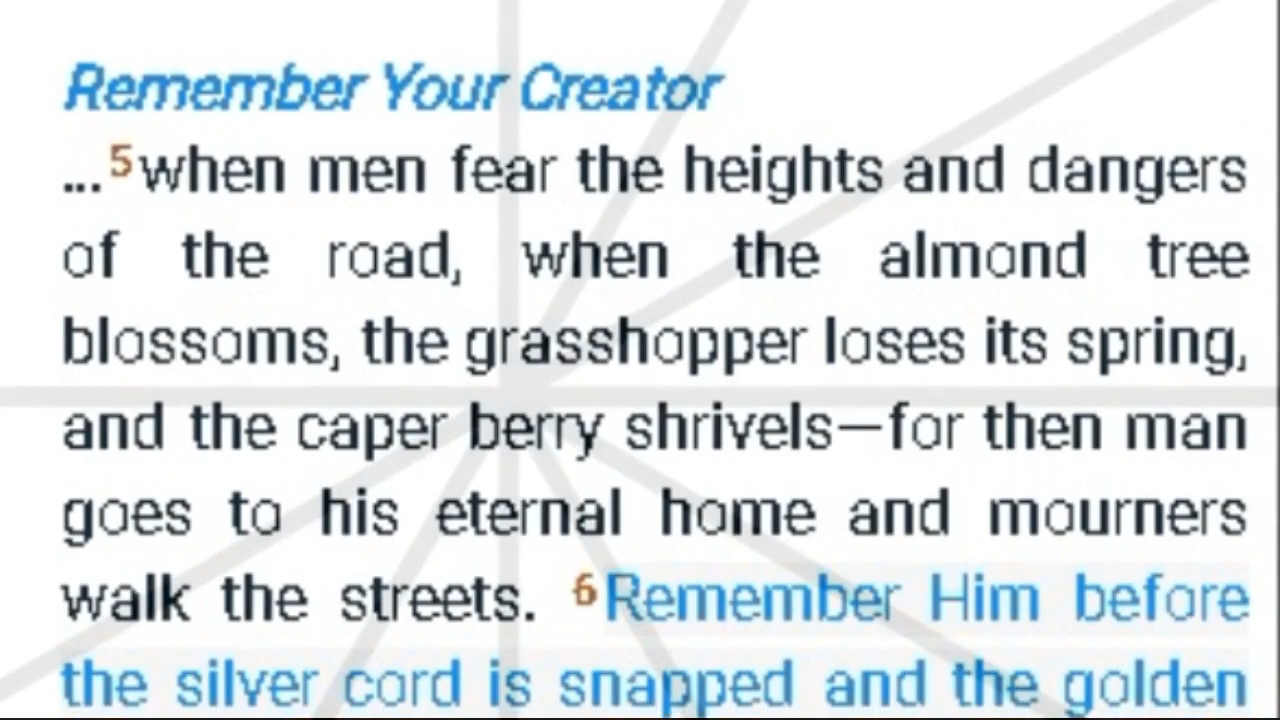 Remember Your Creator
...5when men fear the heights and dangers
of the road, when the almond tree
blossoms, the grasshopper loses its spring,
and the caper berry shrivels—for then man
goes to his eternal home and mourners
walk the streets. 6Remember Him before
the silver cord is snapped and the golden